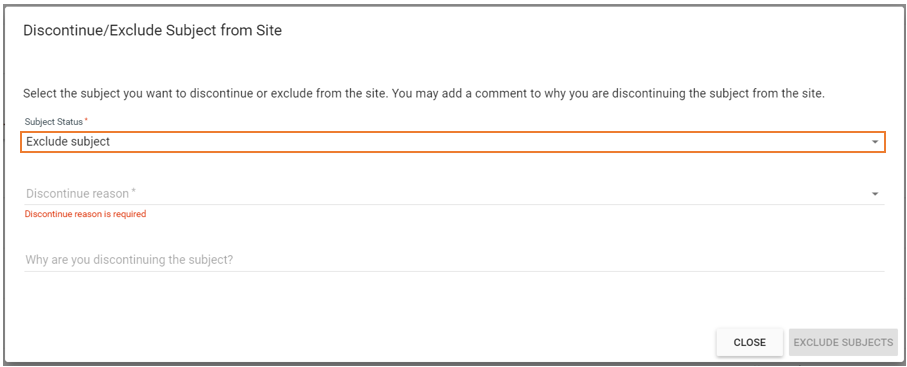 Discontinue/Exclude Subject from Site
Select the subject you want to discontinue or exclude from the site. You may add a comment to why you are discontinuing the subject from the site.
Subject Status *
Exclude subject
Discontinue reason *
Discontinue reason is required
Why are you discontinuing the subject?
CLOSE EXCLUDE SUBJECTS